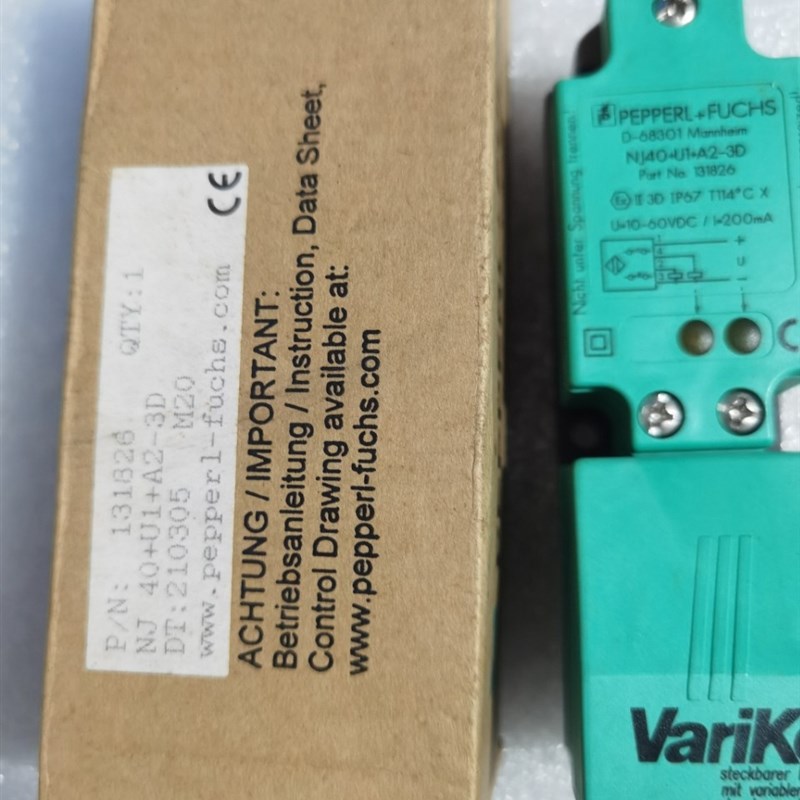 P/N: 131826 QTY:1
NJ 40+U1+A2-3D
DT:210305 M20
www.pepperl-fuchs.com
CE
ACHTUNG / IMPORTANT:
Betriebsanleitung / Instruction, Data Sheet,
Control Drawing available at:
www.pepperl-fuchs.com
PEPPERL+FUCHS
D-68301 Mannheim
NJ40+U1+A2-3D
Part No. 131826
Ex II 3D IP67 T114°C X
U=10-60VDC / I=200mA
Nicht unter Spannung trennen!
VariK
steckbarer
mit variable